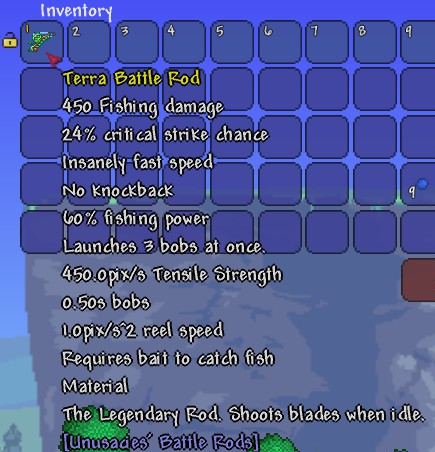 Inventory
1 2 3 4 5 6 7 8 9
Terra Battle Rod
450 Fishing damage
24% critical strike chance
Insanely fast speed
No knockback
9
60% fishing power
Launches 3 bobs at once.
450.0pix/s Tensile Strength
0.50s bobs
1.0pix/s^2 reel speed
Requires bait to catch fish
Material
The Legendary Rod. Shoots blades when idle.
[Unusacies' Battle Rods]